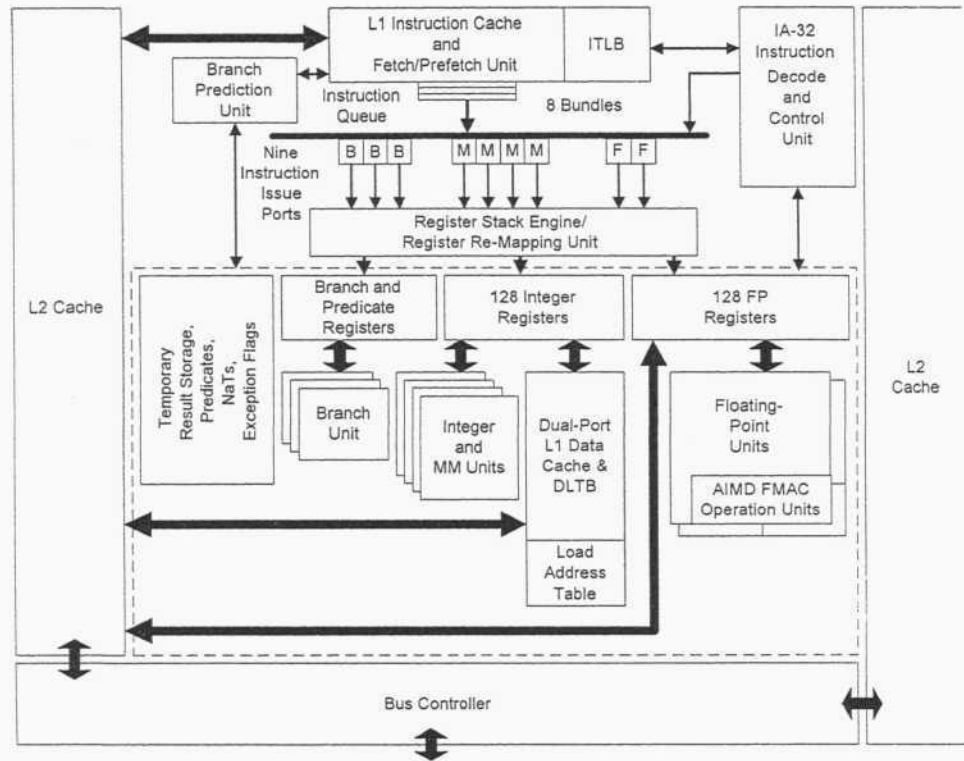 L1 Instruction Cache
and
Fetch/Prefetch Unit
ITLB
IA-32
Instruction
Decode and
Control
Unit
Branch
Prediction
Unit
Instruction
Queue
8 Bundles
Nine
Instruction
Issue
Ports
B B B M M M M F F
Register Stack Engine/
Register Re-Mapping Unit
L2 Cache
Branch and
Predicate
Registers
128 Integer
Registers
128 FP
Registers
L2
Cache
Temporary
Result Storage,
Predicates,
NaTs,
Exception Flags
Branch
Unit
Integer
and
MM Units
Dual-Port
L1 Data
Cache &
DLTB
Floating-
Point
Units
AIMD FMAC
Operation Units
Load
Address
Table
Bus Controller